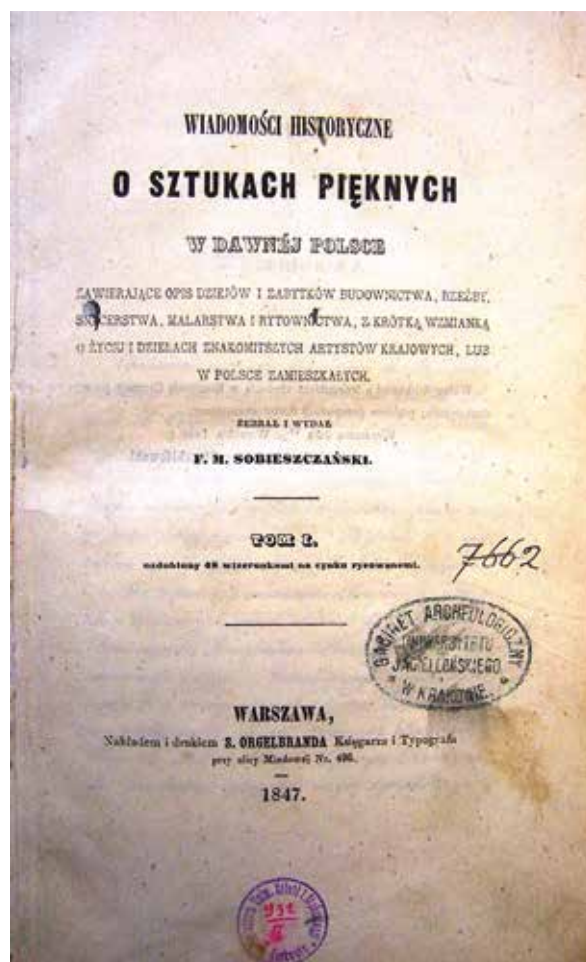 WIADOMOŚCI HISTORYCZNE
O SZTUKACH PIĘKNYCH
W DAWNÉJ POLSCE
ZAWIERAJĄCE OPIS DZIEJÓW I ZABYTKÓW BUDOWNICTWA, RZEŹBY,
SNYCERSTWA, MALARSTWA I RYTOWNICTWA, Z KRÓTKĄ WZMIANKĄ
O ŻYCIU I DZIEŁACH ZNAKOMITSZYCH ARTYSTÓW KRAJOWYCH, LUB
W POLSCE ZAMIESZKAŁYCH.
ZEBRAŁ I WYDAŁ
F. M. SOBIESZCZAŃSKI.
TOM I.
ozdobiony 48 wizerunkami na cynku rysowanemi.
7662
GABINET ARCHEOLOGICZNY
UNIWERSYTETU
JAGIELLOŃSKIEGO
W KRAKOWIE
WARSZAWA,
Nakładem i drukiem S. ORGELBRANDA Księgarza i Typografa
przy ulicy Miodowej Nr. 496.
1847.